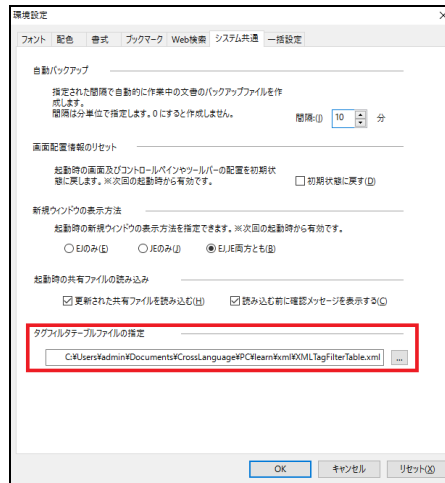 環境設定
フォント 配色 書式 ブックマーク Web検索 システム共通 一括設定
自動バックアップ
指定された間隔で自動的に作業中の文書のバックアップファイルを作
成します。
間隔は分単位で指定します。0にすると作成しません。
間隔:(I) 10 分
画面配置情報のリセット
起動時の画面及びコントロールペインやツールバーの配置を初期状
態に戻します。※次回の起動時から有効です。
初期状態に戻す(D)
新規ウィンドウの表示方法
起動時の新規ウィンドウの表示方法を指定できます。※次回の起動時から有効です。
EJのみ(E) JEのみ(J) EJ,JE両方とも(B)
起動時の共有ファイルの読み込み
更新された共有ファイルを読み込む(H) 読み込む前に確認メッセージを表示する(C)
タグフィルタテーブルファイルの指定
C:¥Users¥admin¥Documents¥CrossLanguage¥PC¥learn¥xml¥XMLTagFilterTable.xml ...
OK キャンセル リセット(X)